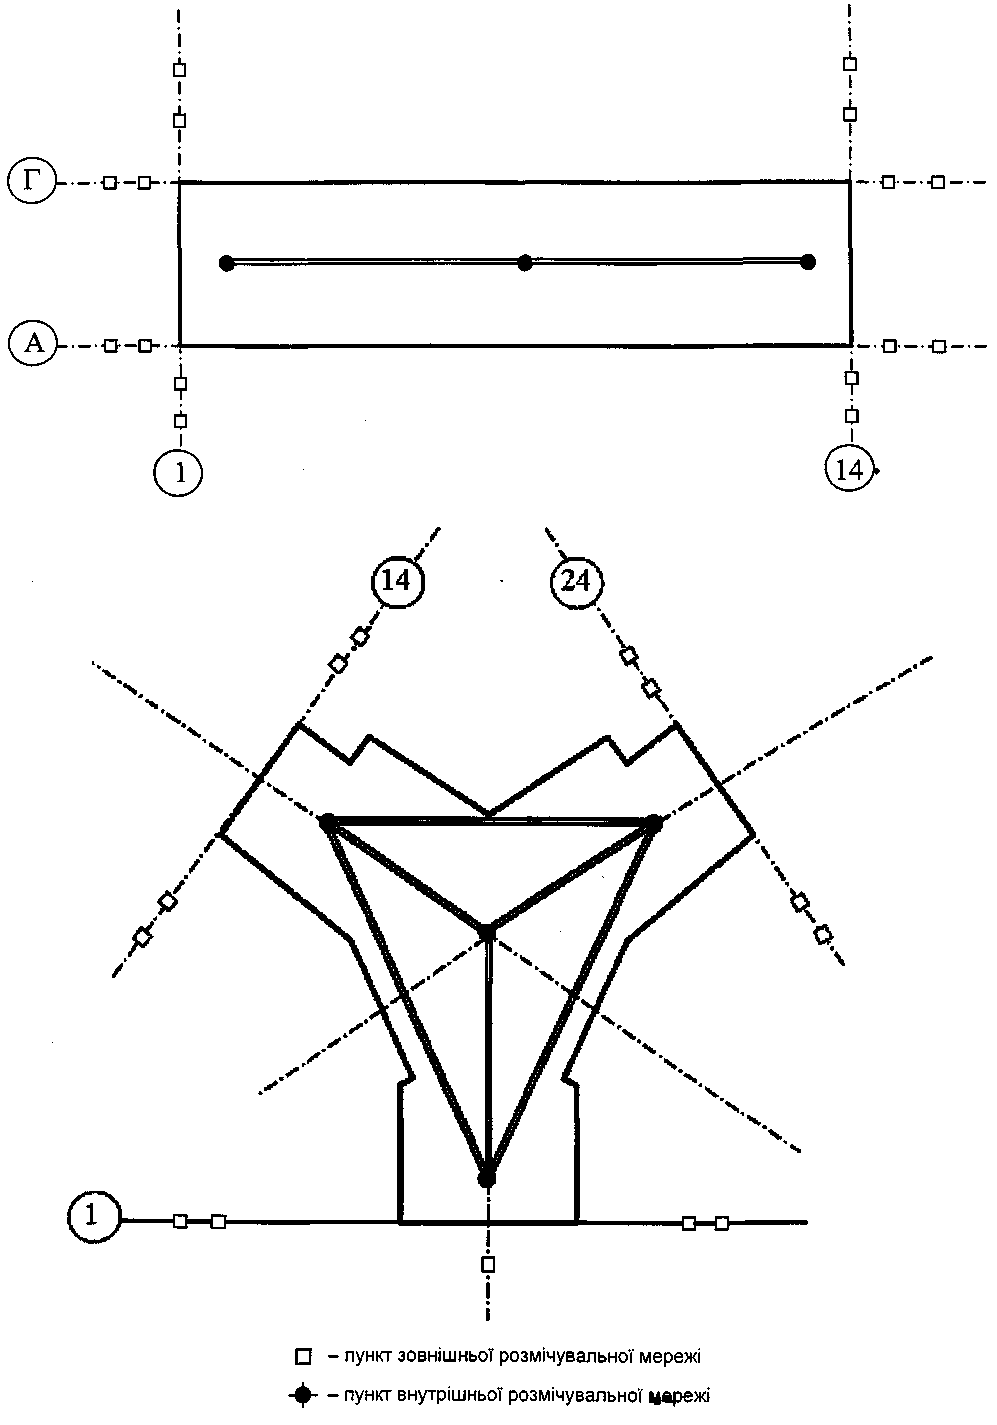 Г
А
1
14
14
24
1
– пункт зовнішньої розмічувальної мережі
– пункт внутрішньої розмічувальної мережі